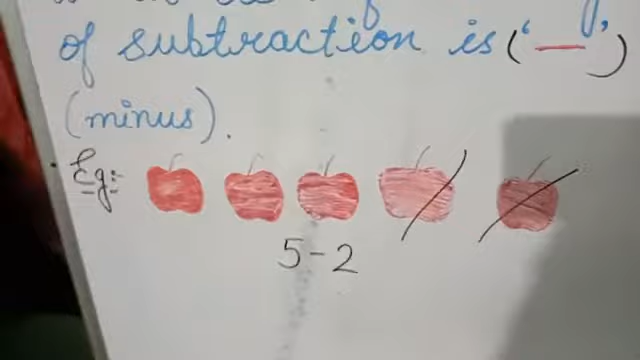 of subtraction is ('—')
(minus).
Eg:-
5-2